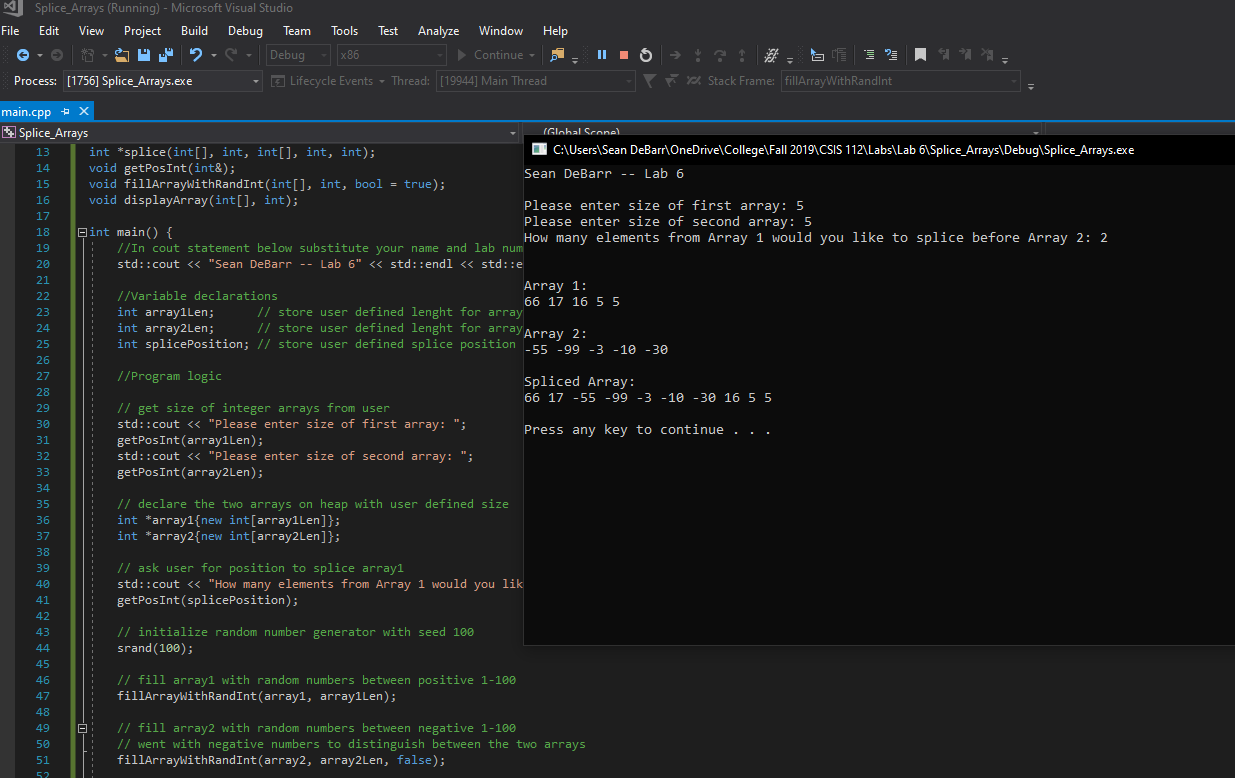 Splice_Arrays (Running) - Microsoft Visual Studio
File Edit View Project Build Debug Team Tools Test Analyze Window Help
Debug x86 Continue
Process: [1756] Splice_Arrays.exe Lifecycle Events Thread: [19944] Main Thread Stack Frame: fillArrayWithRandInt
main.cpp
Splice_Arrays (Global Scope)
13 int *splice(int[], int, int[], int, int);
14 void getPosInt(int&);
15 void fillArrayWithRandInt(int[], int, bool = true);
16 void displayArray(int[], int);
17
18 int main() {
19 //In cout statement below substitute your name and lab num
20 std::cout << "Sean DeBarr -- Lab 6" << std::endl << std::e
21
22 //Variable declarations
23 int array1Len; // store user defined lenght for array
24 int array2Len; // store user defined lenght for array
25 int splicePosition; // store user defined splice position
26
27 //Program logic
28
29 // get size of integer arrays from user
30 std::cout << "Please enter size of first array: ";
31 getPosInt(array1Len);
32 std::cout << "Please enter size of second array: ";
33 getPosInt(array2Len);
34
35 // declare the two arrays on heap with user defined size
36 int *array1{new int[array1Len]};
37 int *array2{new int[array2Len]};
38
39 // ask user for position to splice array1
40 std::cout << "How many elements from Array 1 would you lik
41 getPosInt(splicePosition);
42
43 // initialize random number generator with seed 100
44 srand(100);
45
46 // fill array1 with random numbers between positive 1-100
47 fillArrayWithRandInt(array1, array1Len);
48
49 // fill array2 with random numbers between negative 1-100
50 // went with negative numbers to distinguish between the two arrays
51 fillArrayWithRandInt(array2, array2Len, false);
52
C:\Users\Sean DeBarr\OneDrive\College\Fall 2019\CSIS 112\Labs\Lab 6\Splice_Arrays\Debug\Splice_Arrays.exe
Sean DeBarr -- Lab 6
Please enter size of first array: 5
Please enter size of second array: 5
How many elements from Array 1 would you like to splice before Array 2: 2
Array 1:
66 17 16 5 5
Array 2:
-55 -99 -3 -10 -30
Spliced Array:
66 17 -55 -99 -3 -10 -30 16 5 5
Press any key to continue . . .